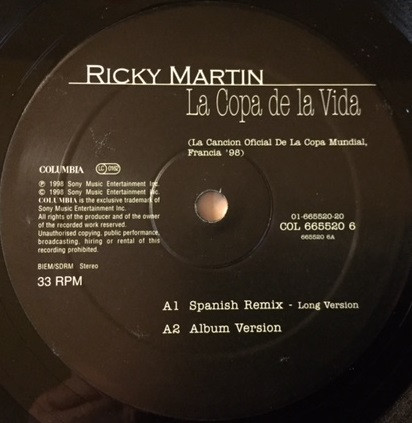 RICKY MARTIN
La Copa de la Vida
(La Cancion Oficial De La Copa Mundial,
Francia '98)
COLUMBIA LC 0162
℗ 1998 Sony Music Entertainment Inc.
© 1998 Sony Music Entertainment Inc.
COLUMBIA is the exclusive trademark of
Sony Music Entertainment Inc.
All rights of the producer and of the owner
of the recorded work reserved.
Unauthorised copying, public performance,
broadcasting, hiring or rental of this
recording prohibited.
BIEM/SDRM Stereo
33 RPM
01-665520-20
COL 665520 6
665520 6A
A1 Spanish Remix - Long Version
A2 Album Version